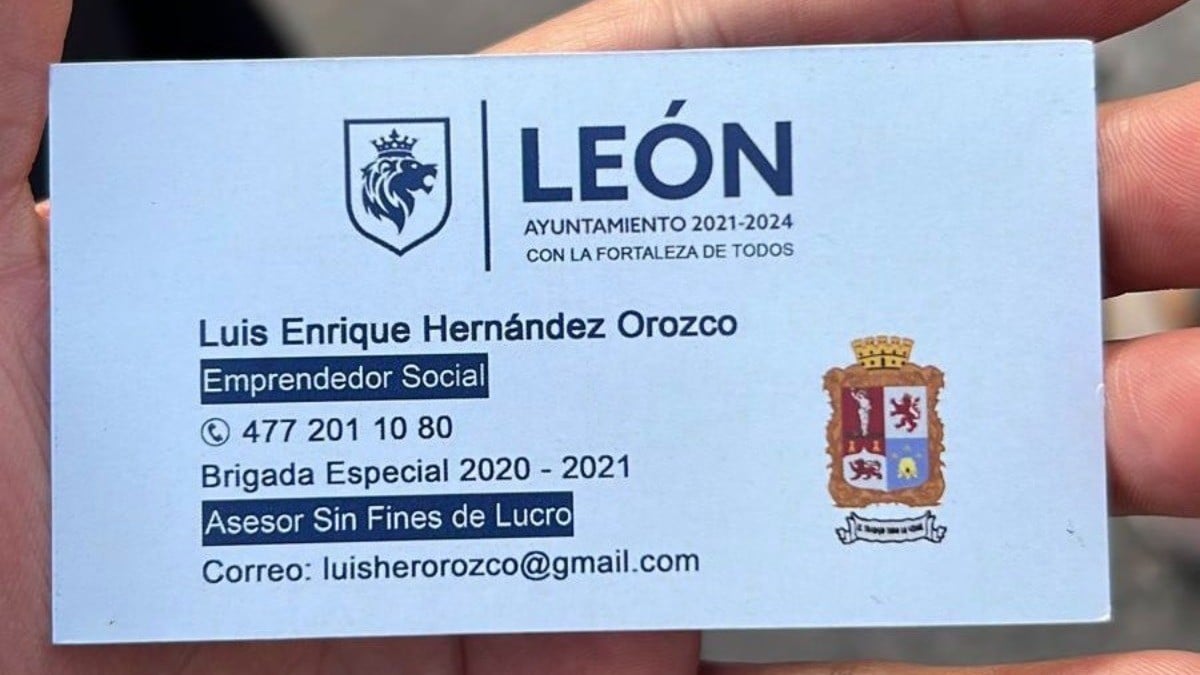 LEÓN
AYUNTAMIENTO 2021-2024
CON LA FORTALEZA DE TODOS
Luis Enrique Hernández Orozco
Emprendedor Social
477 201 10 80
Brigada Especial 2020 - 2021
Asesor Sin Fines de Lucro
Correo: luisherorozco@gmail.com